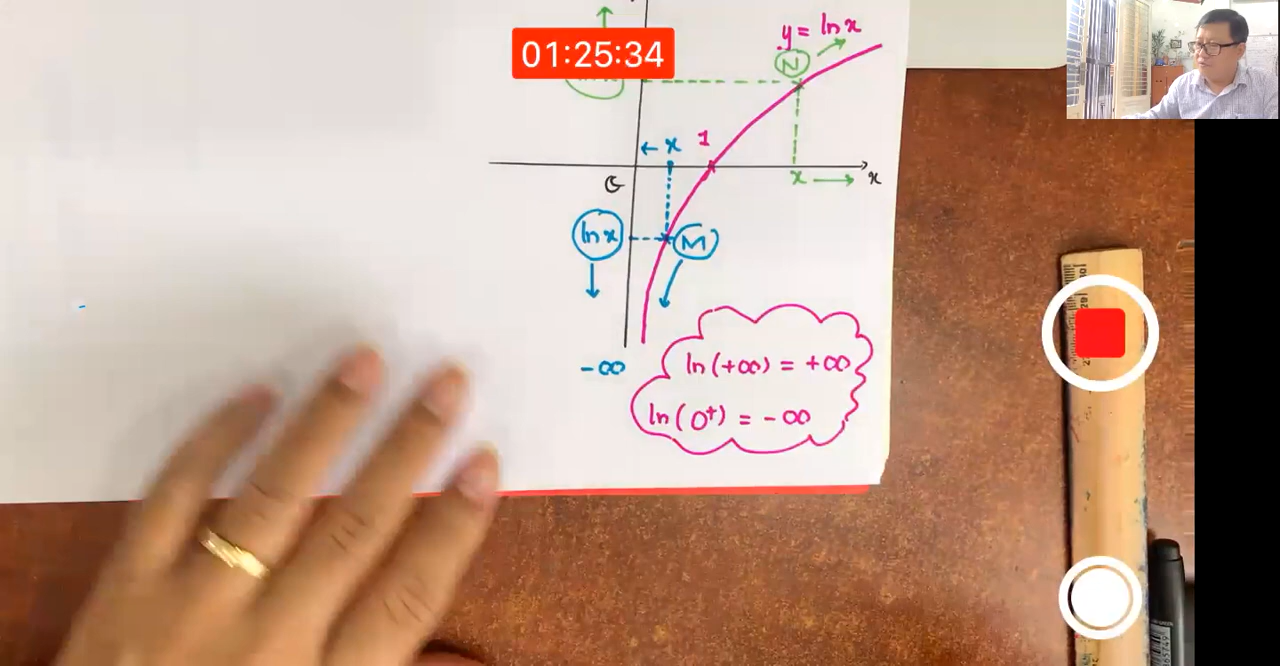 01:25:34
y = ln x
N
← x
1
O
x →
x
ln x
M
-∞
ln(+∞) = +∞
ln(0⁺) = -∞